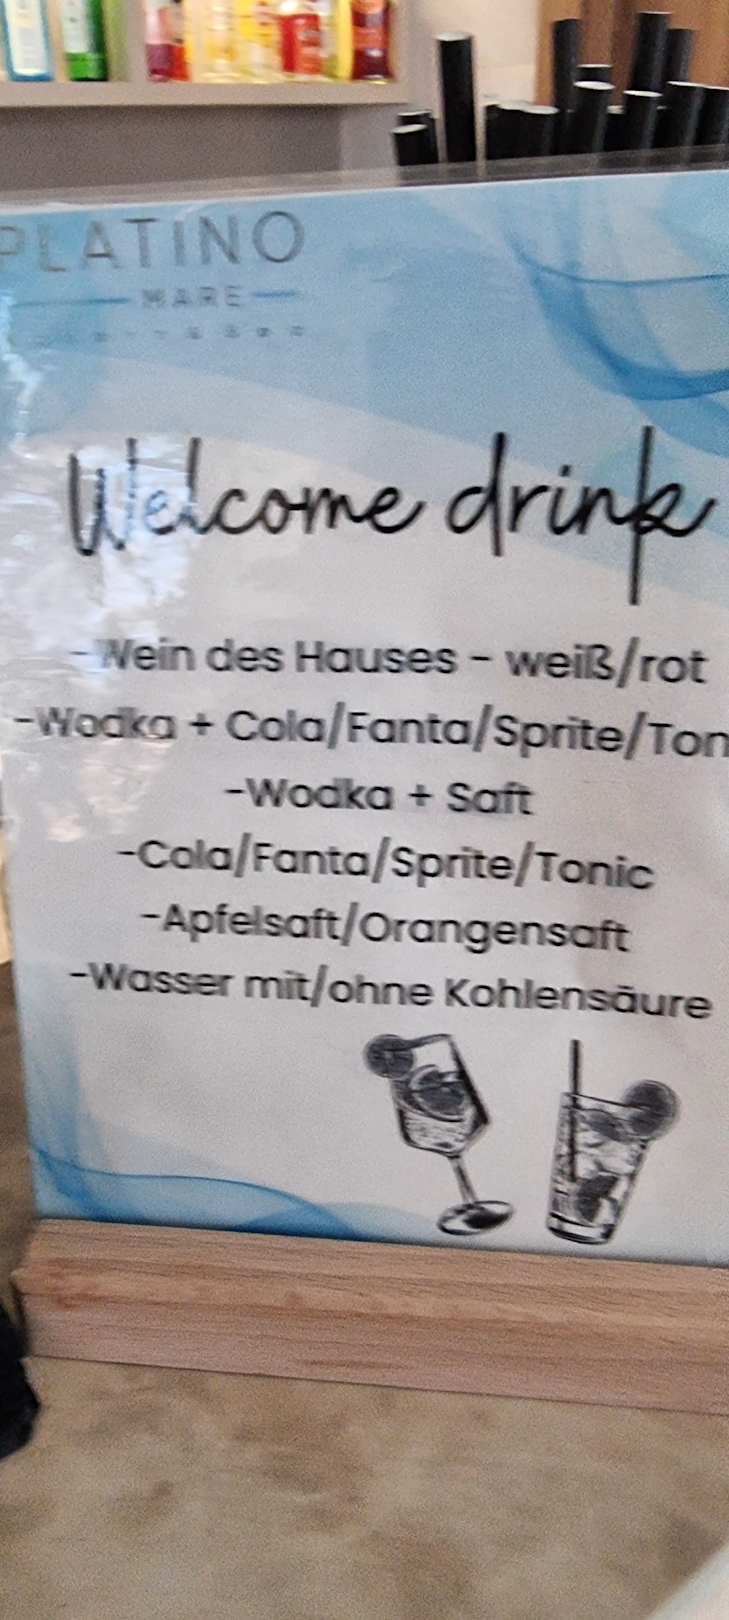 PLATINO
MARE
Welcome drink
-Wein des Hauses - weiß/rot
-Wodka + Cola/Fanta/Sprite/Ton
-Wodka + Saft
-Cola/Fanta/Sprite/Tonic
-Apfelsaft/Orangensaft
-Wasser mit/ohne Kohlensäure